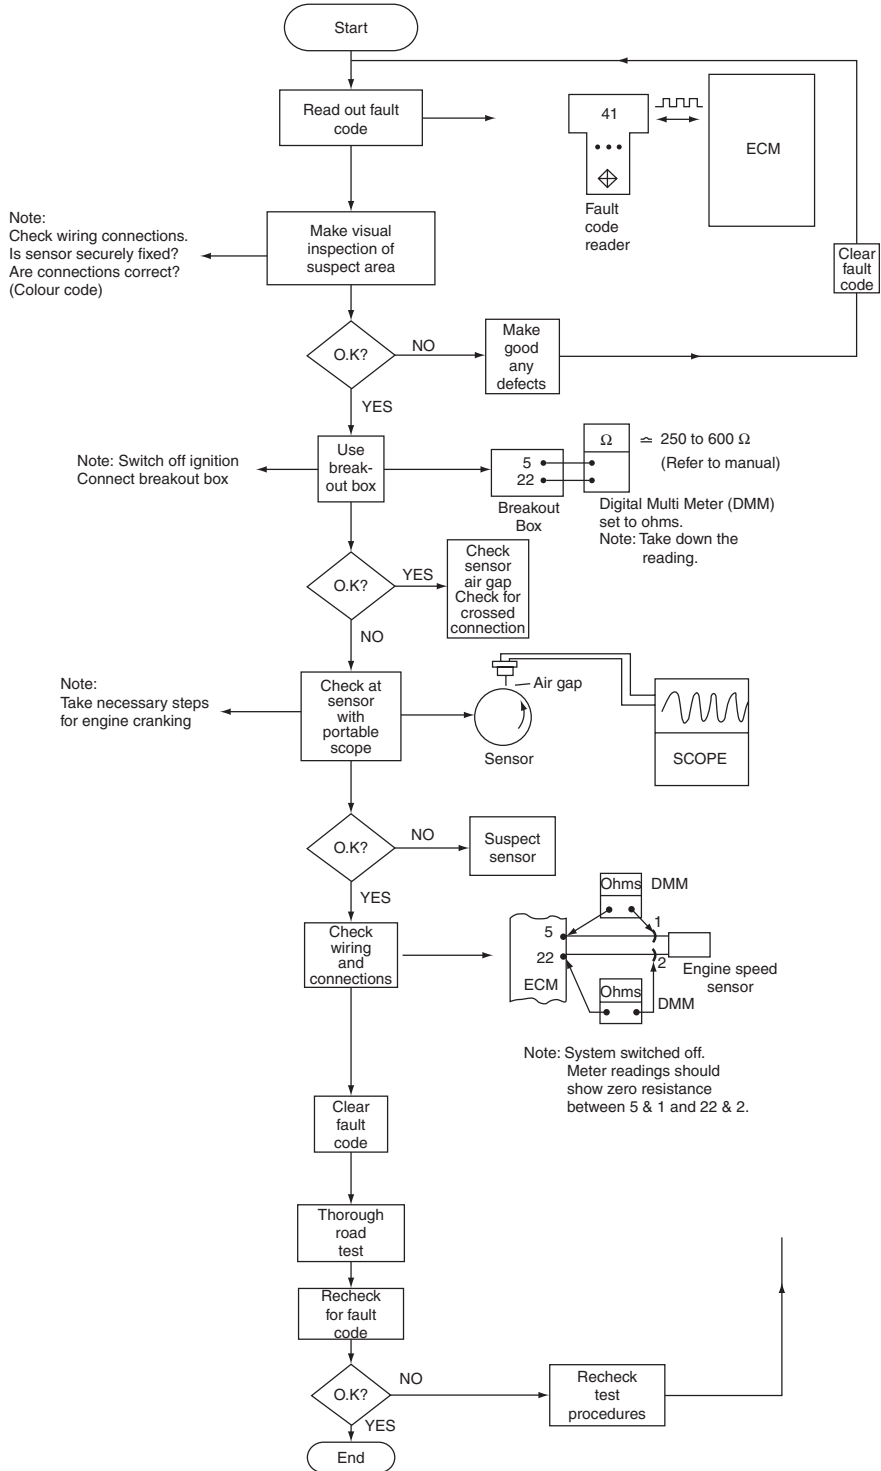 Start
Read out fault
code
41
ECM
Fault
code
reader
Note:
Check wiring connections.
Is sensor securely fixed?
Are connections correct?
(Colour code)
Make visual
inspection of
suspect area
Clear
fault
code
O.K?
NO
Make
good
any
defects
YES
Note: Switch off ignition
Connect breakout box
Use
break-
out box
5
22
Breakout
Box
Ω
≏ 250 to 600 Ω
(Refer to manual)
Digital Multi Meter (DMM)
set to ohms.
Note: Take down the
reading.
O.K?
YES
Check
sensor
air gap
Check for
crossed
connection
NO
Note:
Take necessary steps
for engine cranking
Check at
sensor
with
portable
scope
Air gap
Sensor
SCOPE
O.K?
NO
Suspect
sensor
YES
Check
wiring
and
connections
5
22
ECM
Ohms
DMM
1
2
Engine speed
sensor
Ohms
DMM
Note: System switched off.
Meter readings should
show zero resistance
between 5 & 1 and 22 & 2.
Clear
fault
code
Thorough
road
test
Recheck
for fault
code
O.K?
NO
Recheck
test
procedures
YES
End